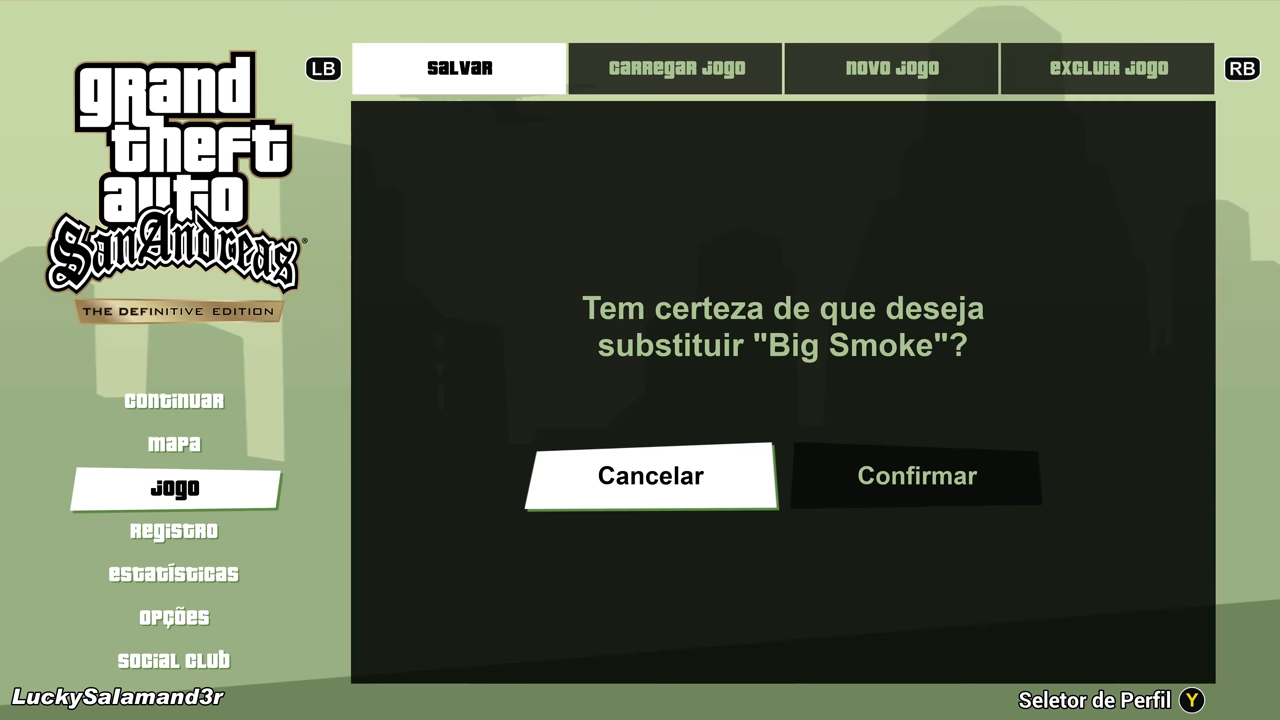 grand
theft
auto
San Andreas®
THE DEFINITIVE EDITION
LB
SALVAR
CARREGAR JOGO
NOVO JOGO
EXCLUIR JOGO
RB
Tem certeza de que deseja
substituir "Big Smoke"?
Cancelar
Confirmar
CONTINUAR
MAPA
JOGO
REGISTRO
ESTATÍSTICAS
OPÇÕES
SOCIAL CLUB
LuckySalamand3r
Seletor de Perfil Y